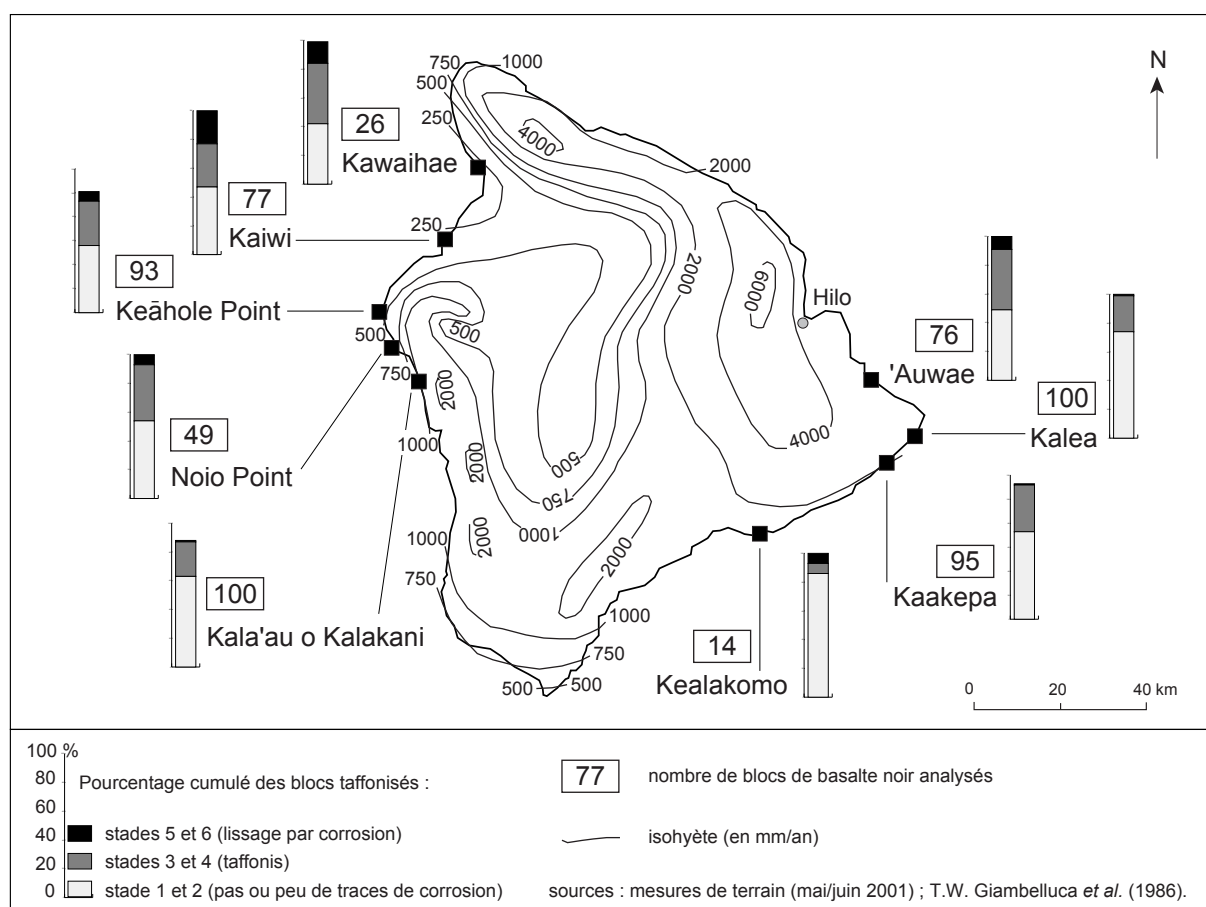 N
750
1000
500
250
4000
26
Kawaihae
2000
77
Kaiwi
250
93
Keāhole Point
2000
6000
Hilo
500
500
76
'Auwae
750
2000
100
Kalea
49
Noio Point
1000
4000
2000
500
750
1000
95
Kaakepa
100
Kala'au o Kalakani
2000
1000
2000
750
1000
14
Kealakomo
750
500
500
0 20 40 km
100 %
80
60
40
20
0
Pourcentage cumulé des blocs taffonisés :
stades 5 et 6 (lissage par corrosion)
stades 3 et 4 (taffonis)
stade 1 et 2 (pas ou peu de traces de corrosion)
77
nombre de blocs de basalte noir analysés
isohyète (en mm/an)
sources : mesures de terrain (mai/juin 2001) ; T.W. Giambelluca et al. (1986).